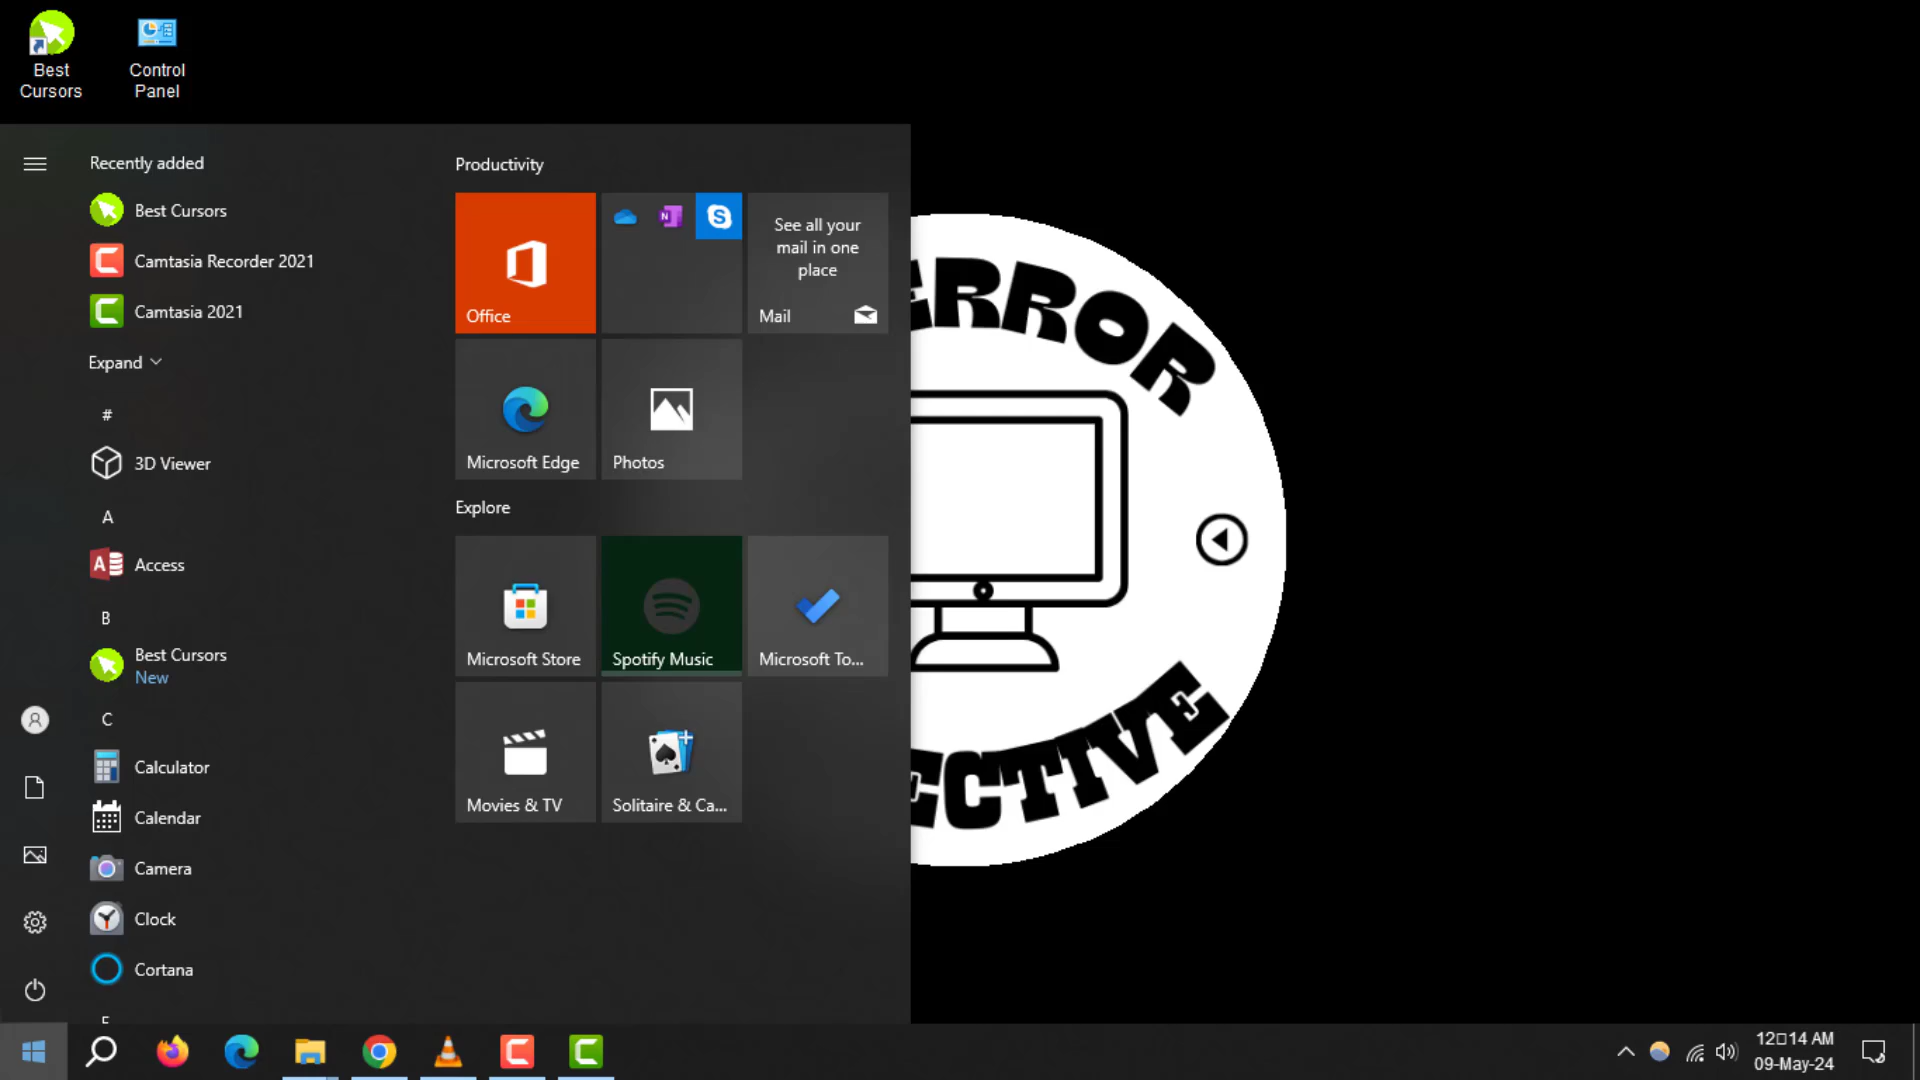 Best
Cursors
Control
Panel
Recently added
Best Cursors
Camtasia Recorder 2021
Camtasia 2021
Expand
#
3D Viewer
A
Access
B
Best Cursors
New
C
Calculator
Calendar
Camera
Clock
Cortana
Productivity
Office
N
S
See all your
mail in one
place
Mail
Microsoft Edge
Photos
Explore
Microsoft Store
Spotify Music
Microsoft To...
Movies & TV
Solitaire & Ca...
ERROR
ECTIVE
12□14 AM
09-May-24